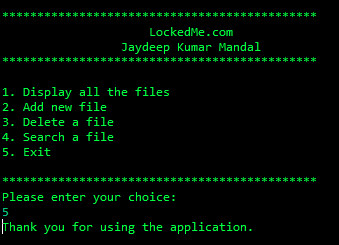 *********************************************
LockedMe.com
Jaydeep Kumar Mandal
*********************************************
1. Display all the files
2. Add new file
3. Delete a file
4. Search a file
5. Exit
*********************************************
Please enter your choice:
5
Thank you for using the application.